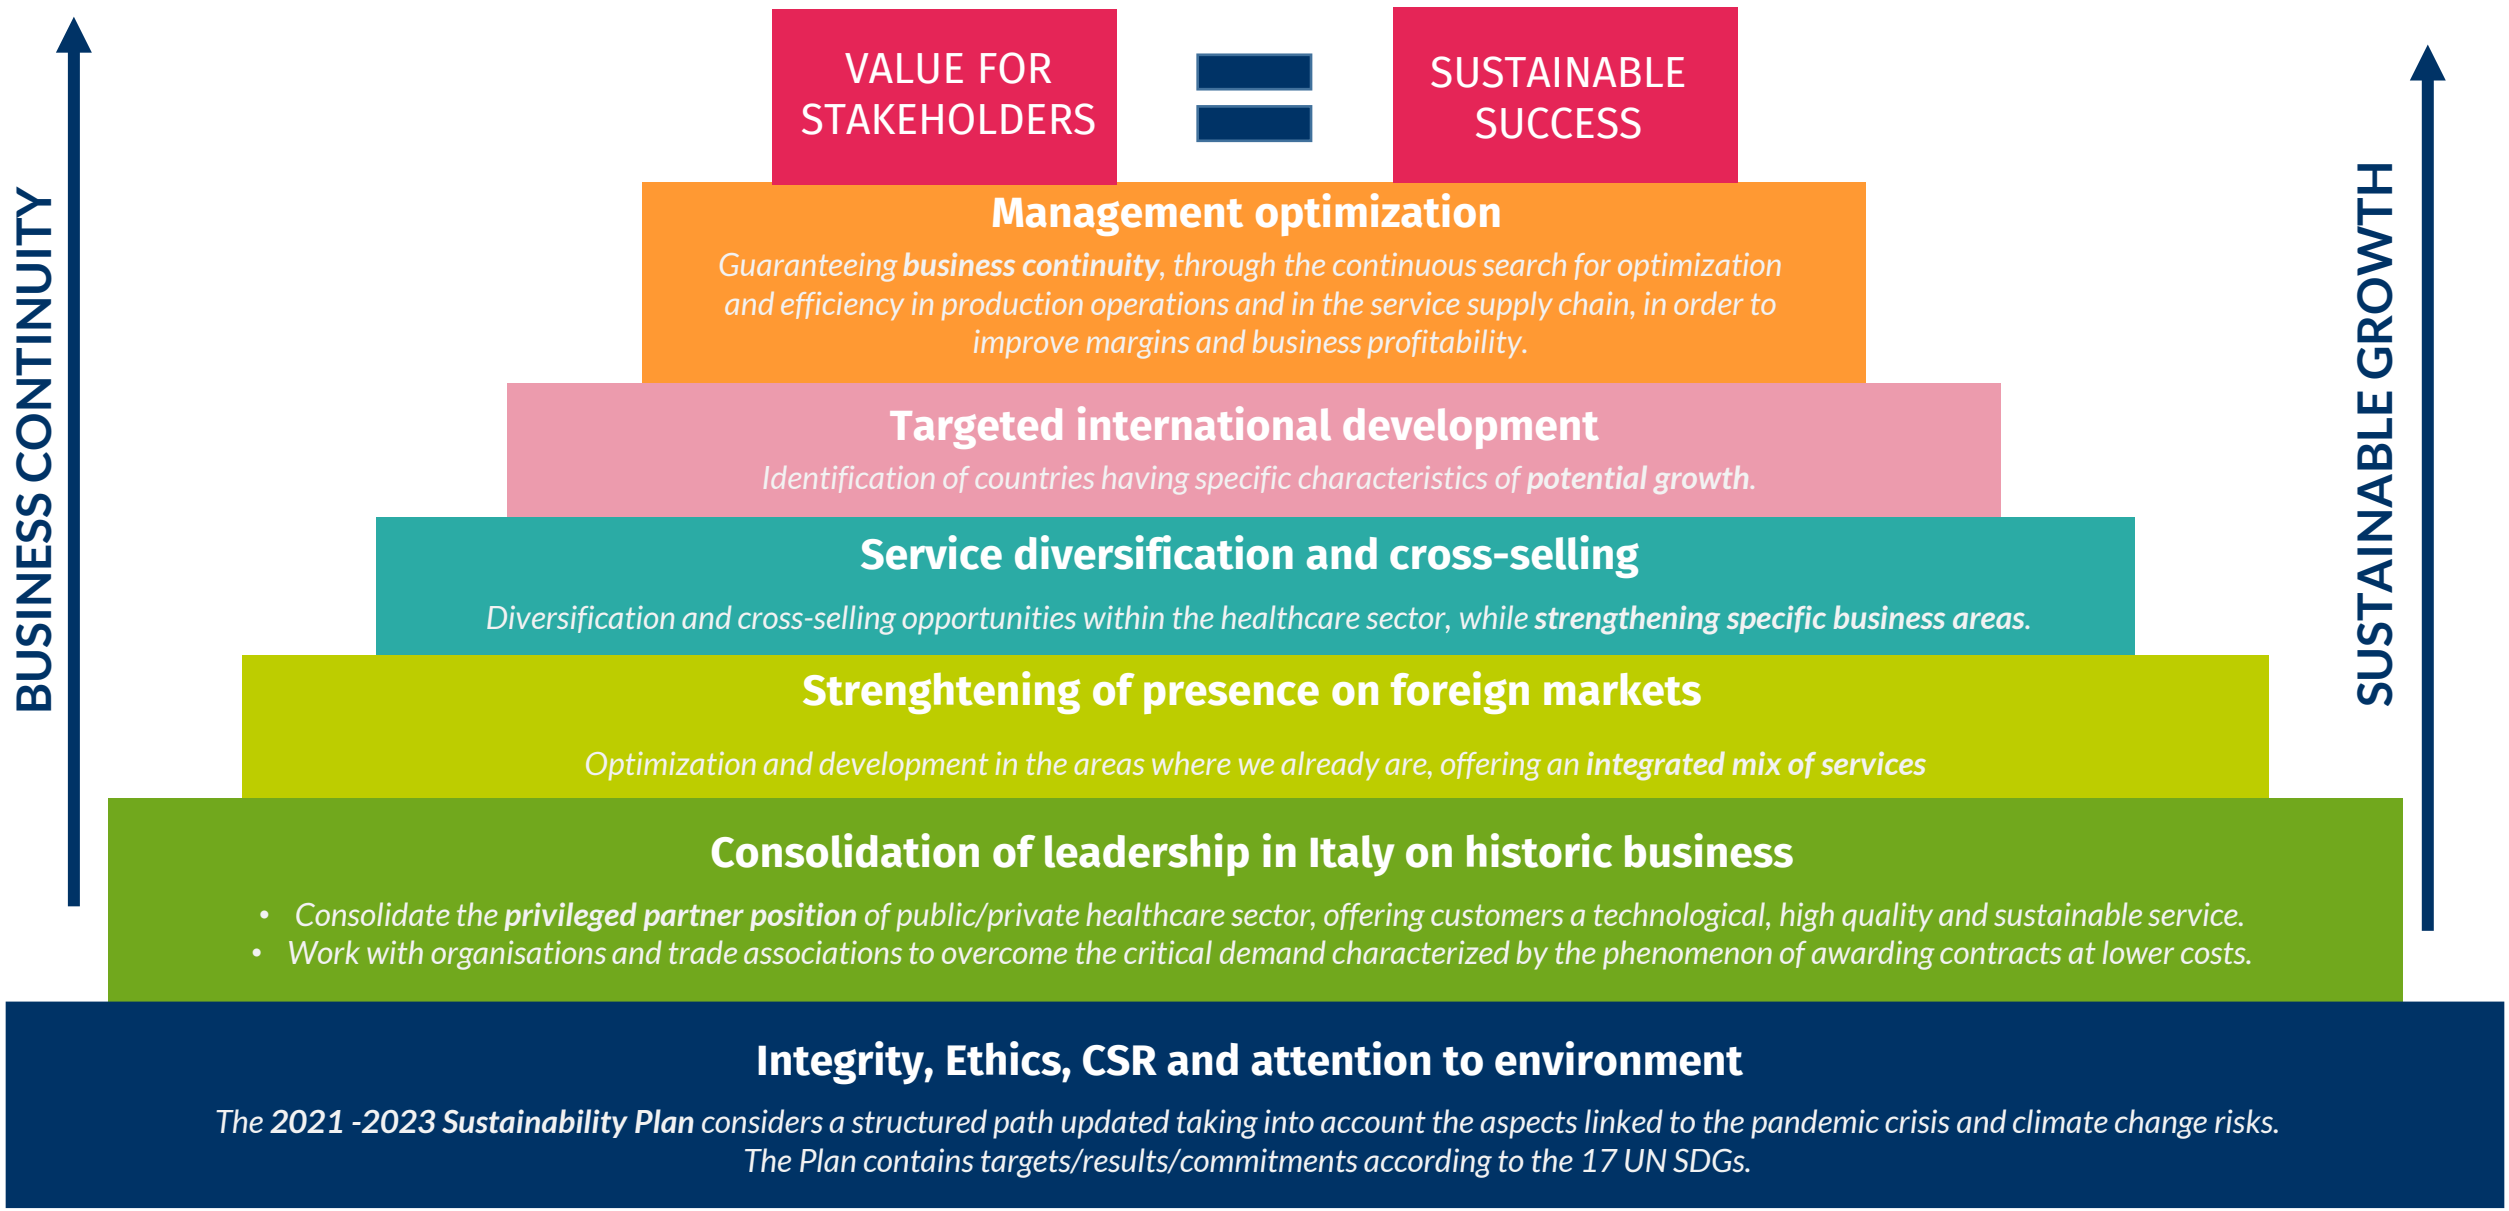 VALUE FOR
STAKEHOLDERS
SUSTAINABLE
SUCCESS
BUSINESS CONTINUITY
SUSTAINABLE GROWTH
Management optimization
Guaranteeing business continuity, through the continuous search for optimization
and efficiency in production operations and in the service supply chain, in order to
improve margins and business profitability.
Targeted international development
Identification of countries having specific characteristics of potential growth.
Service diversification and cross-selling
Diversification and cross-selling opportunities within the healthcare sector, while strengthening specific business areas.
Strenghtening of presence on foreign markets
Optimization and development in the areas where we already are, offering an integrated mix of services
Consolidation of leadership in Italy on historic business
• Consolidate the privileged partner position of public/private healthcare sector, offering customers a technological, high quality and sustainable service.
• Work with organisations and trade associations to overcome the critical demand characterized by the phenomenon of awarding contracts at lower costs.
Integrity, Ethics, CSR and attention to environment
The 2021 -2023 Sustainability Plan considers a structured path updated taking into account the aspects linked to the pandemic crisis and climate change risks.
The Plan contains targets/results/commitments according to the 17 UN SDGs.